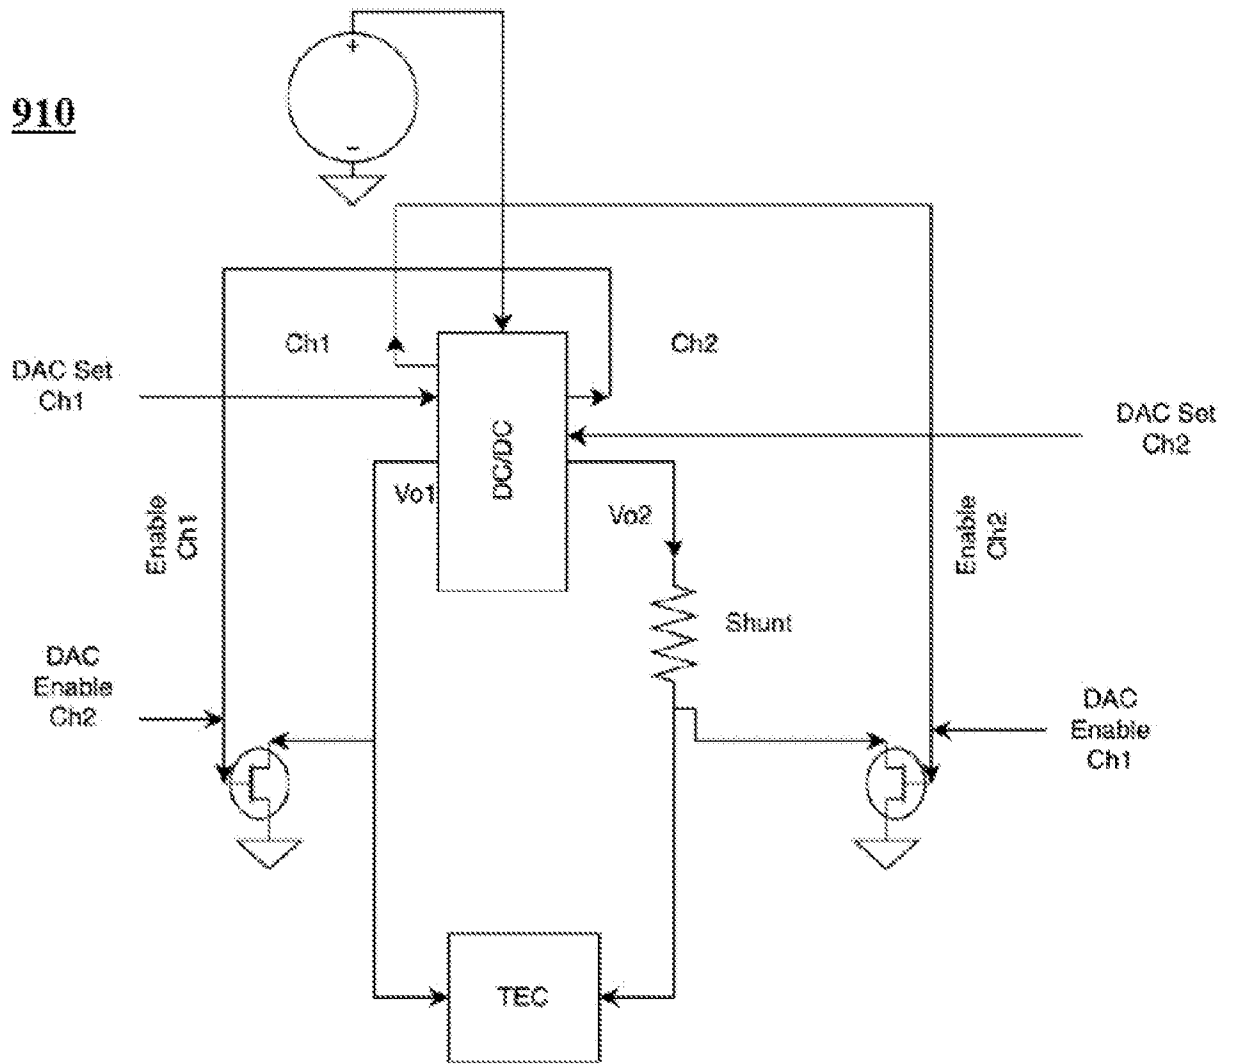 +
910
−
Ch1
Ch2
DAC Set
Ch1
DAC Set
Ch2
DC/DC
Vo1
Vo2
Enable
Ch1
Enable
Ch2
Shunt
DAC
Enable
Ch2
DAC
Enable
Ch1
TEC